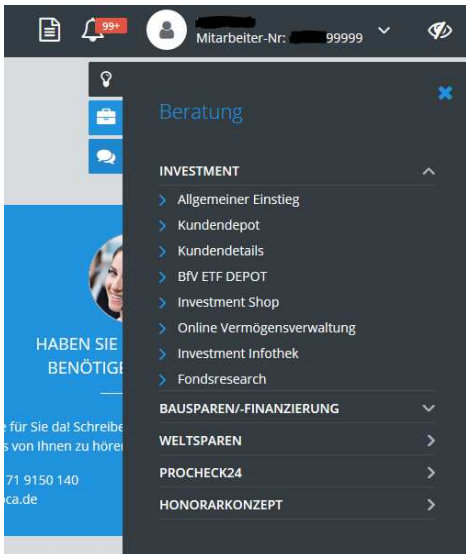 99+
Mitarbeiter-Nr: 99999
Beratung
INVESTMENT
Allgemeiner Einstieg
Kundendepot
Kundendetails
BfV ETF DEPOT
Investment Shop
Online Vermögensverwaltung
Investment Infothek
Fondsresearch
BAUSPAREN/-FINANZIERUNG
WELTSPAREN
PROCHECK24
HONORARKONZEPT
HABEN SIE
BENÖTIGE
für Sie da! Schreibe
s von Ihnen zu höre
71 9150 140
ca.de